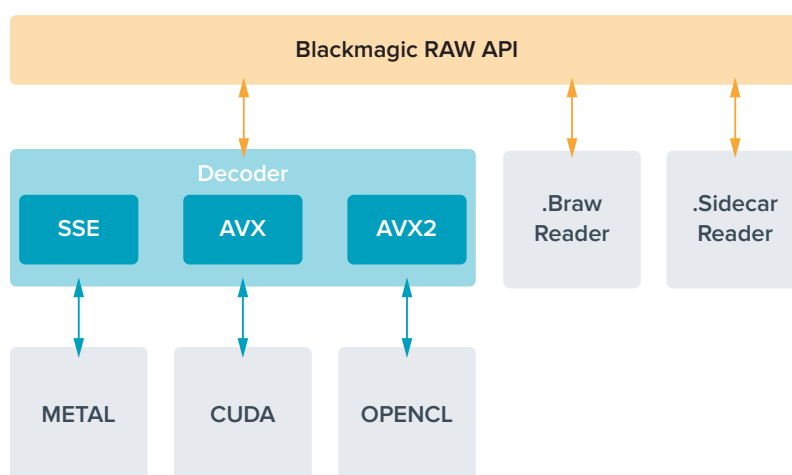 Blackmagic RAW API
Decoder
SSE
AVX
AVX2
.Braw
Reader
.Sidecar
Reader
METAL
CUDA
OPENCL